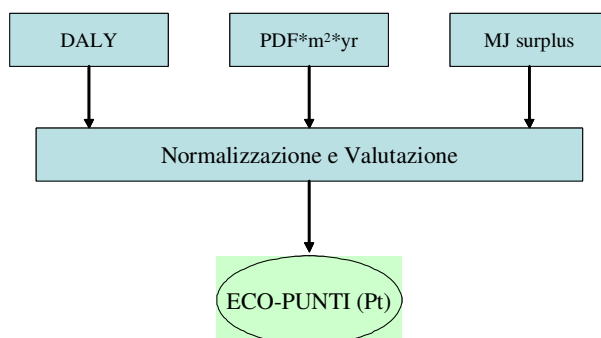 DALY
PDF*m²*yr
MJ surplus
Normalizzazione e Valutazione
ECO-PUNTI (Pt)